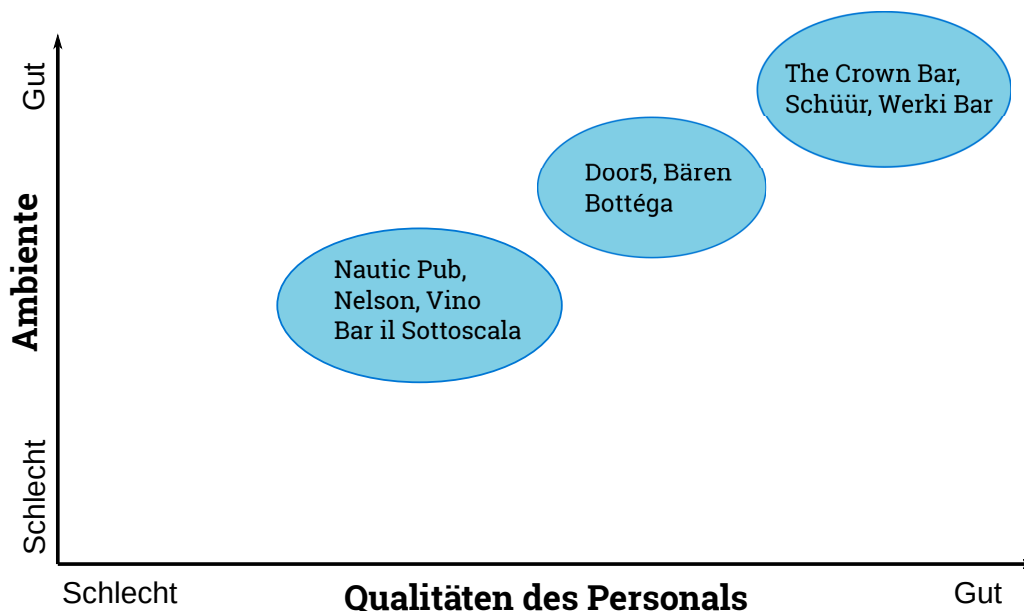 Gut
The Crown Bar,
Schüür, Werki Bar
Door5, Bären
Bottéga
Ambiente
Nautic Pub,
Nelson, Vino
Bar il Sottoscala
Schlecht
Schlecht
Qualitäten des Personals
Gut